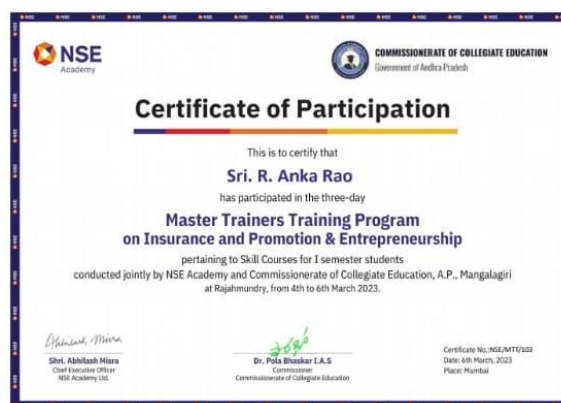 NSE
Academy
COMMISSIONERATE OF COLLEGIATE EDUCATION
Government of Andhra Pradesh
Certificate of Participation
This is to certify that
Sri. R. Anka Rao
has participated in the three-day
Master Trainers Training Program
on Insurance and Promotion & Entrepreneurship
pertaining to Skill Courses for I semester students
conducted jointly by NSE Academy and Commissionerate of Collegiate Education, A.P., Mangalagiri
at Rajahmundry, from 4th to 6th March 2023.
Abhilash Misra
Shri. Abhilash Misra
Chief Executive Officer
NSE Academy Ltd.
Dr. Pola Bhaskar I.A.S
Commissioner
Commissionerate of Collegiate Education
Certificate No.:NSE/MTT/103
Date: 6th March, 2023
Place: Mumbai